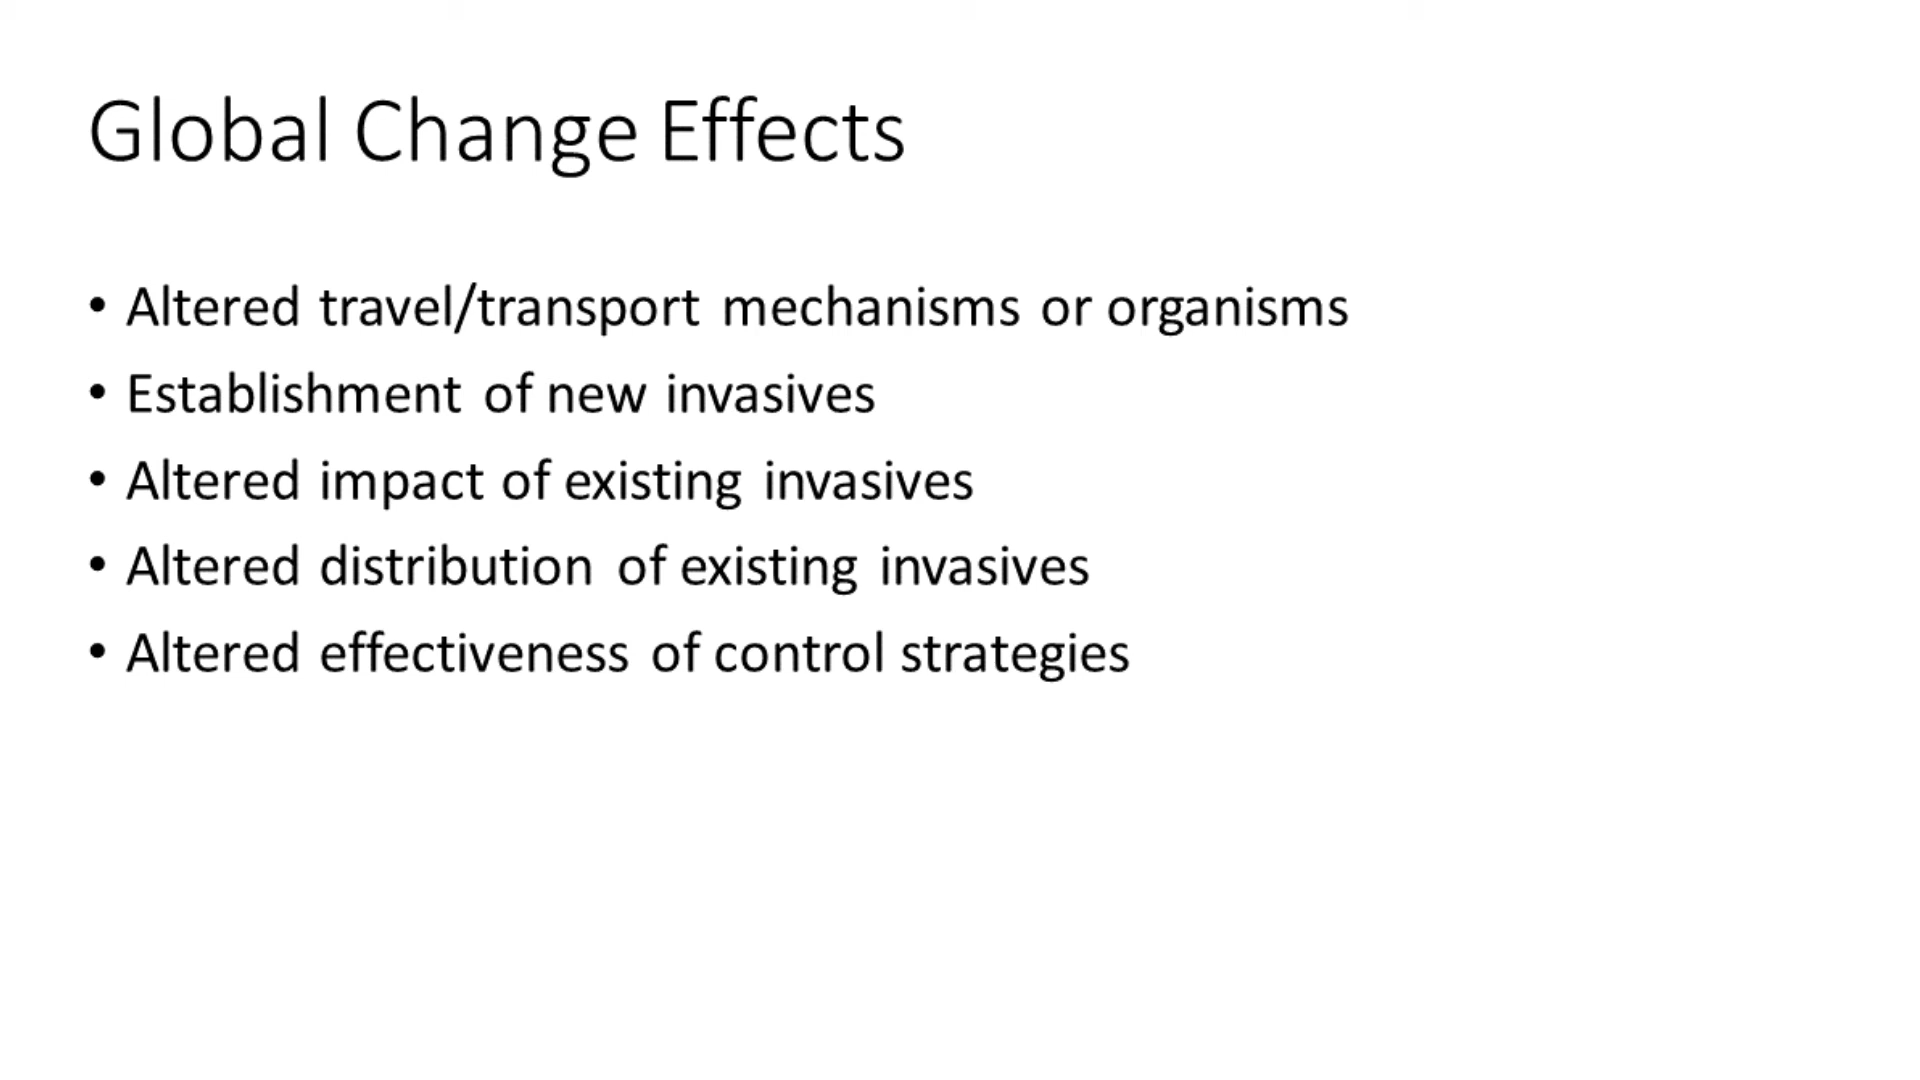 Global Change Effects
• Altered travel/transport mechanisms or organisms
• Establishment of new invasives
• Altered impact of existing invasives
• Altered distribution of existing invasives
• Altered effectiveness of control strategies